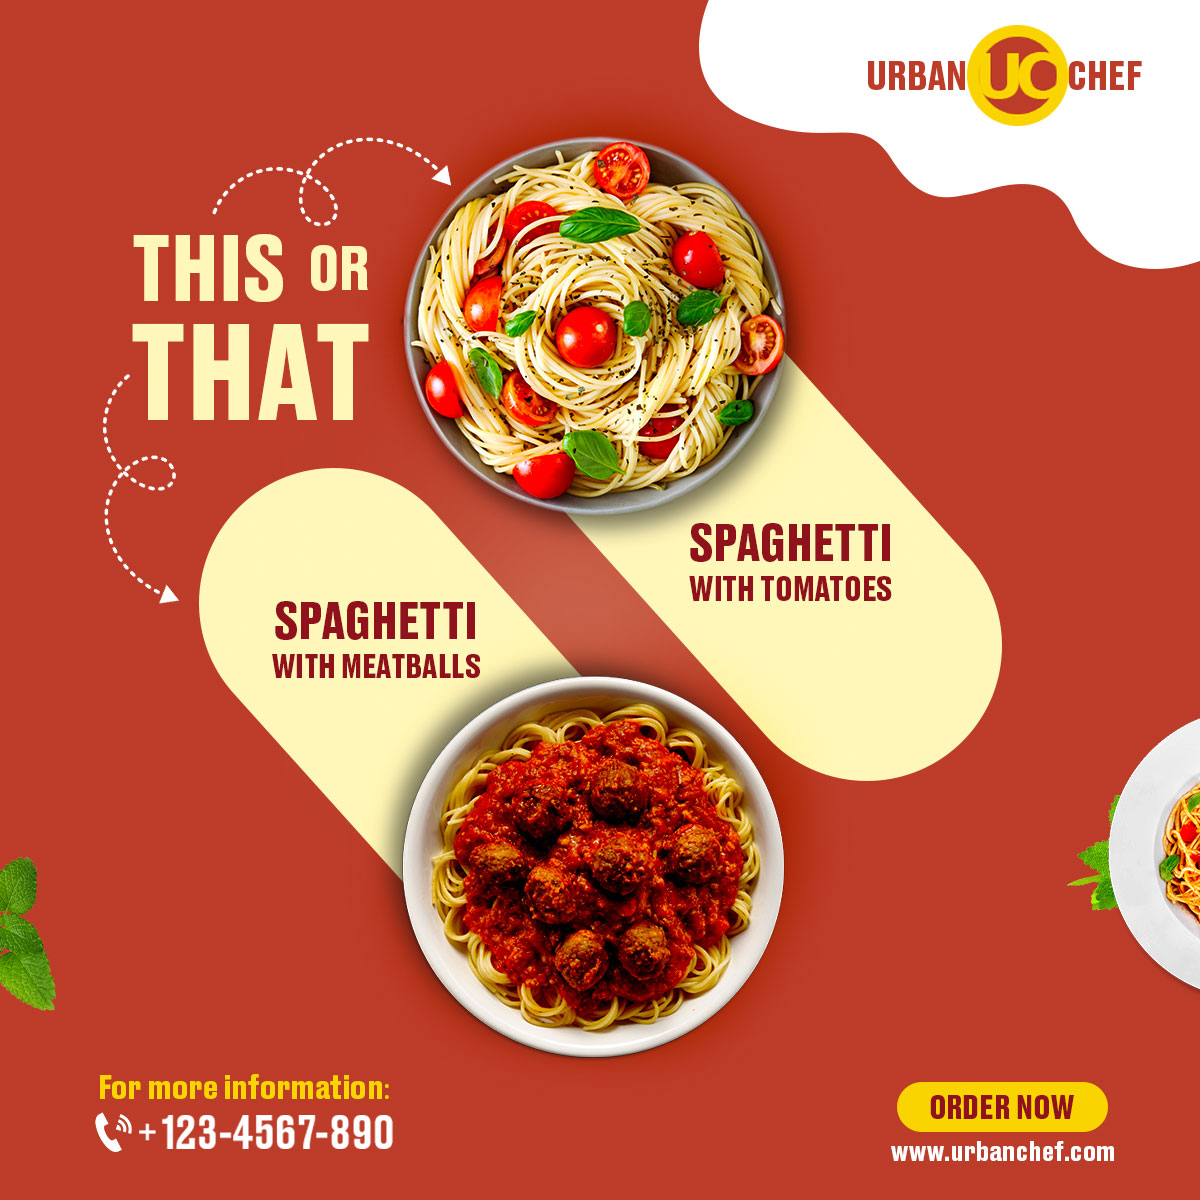 URBAN UC CHEF
THIS OR
THAT
SPAGHETTI
WITH TOMATOES
SPAGHETTI
WITH MEATBALLS
For more information:
+123-4567-890
ORDER NOW
www.urbanchef.com